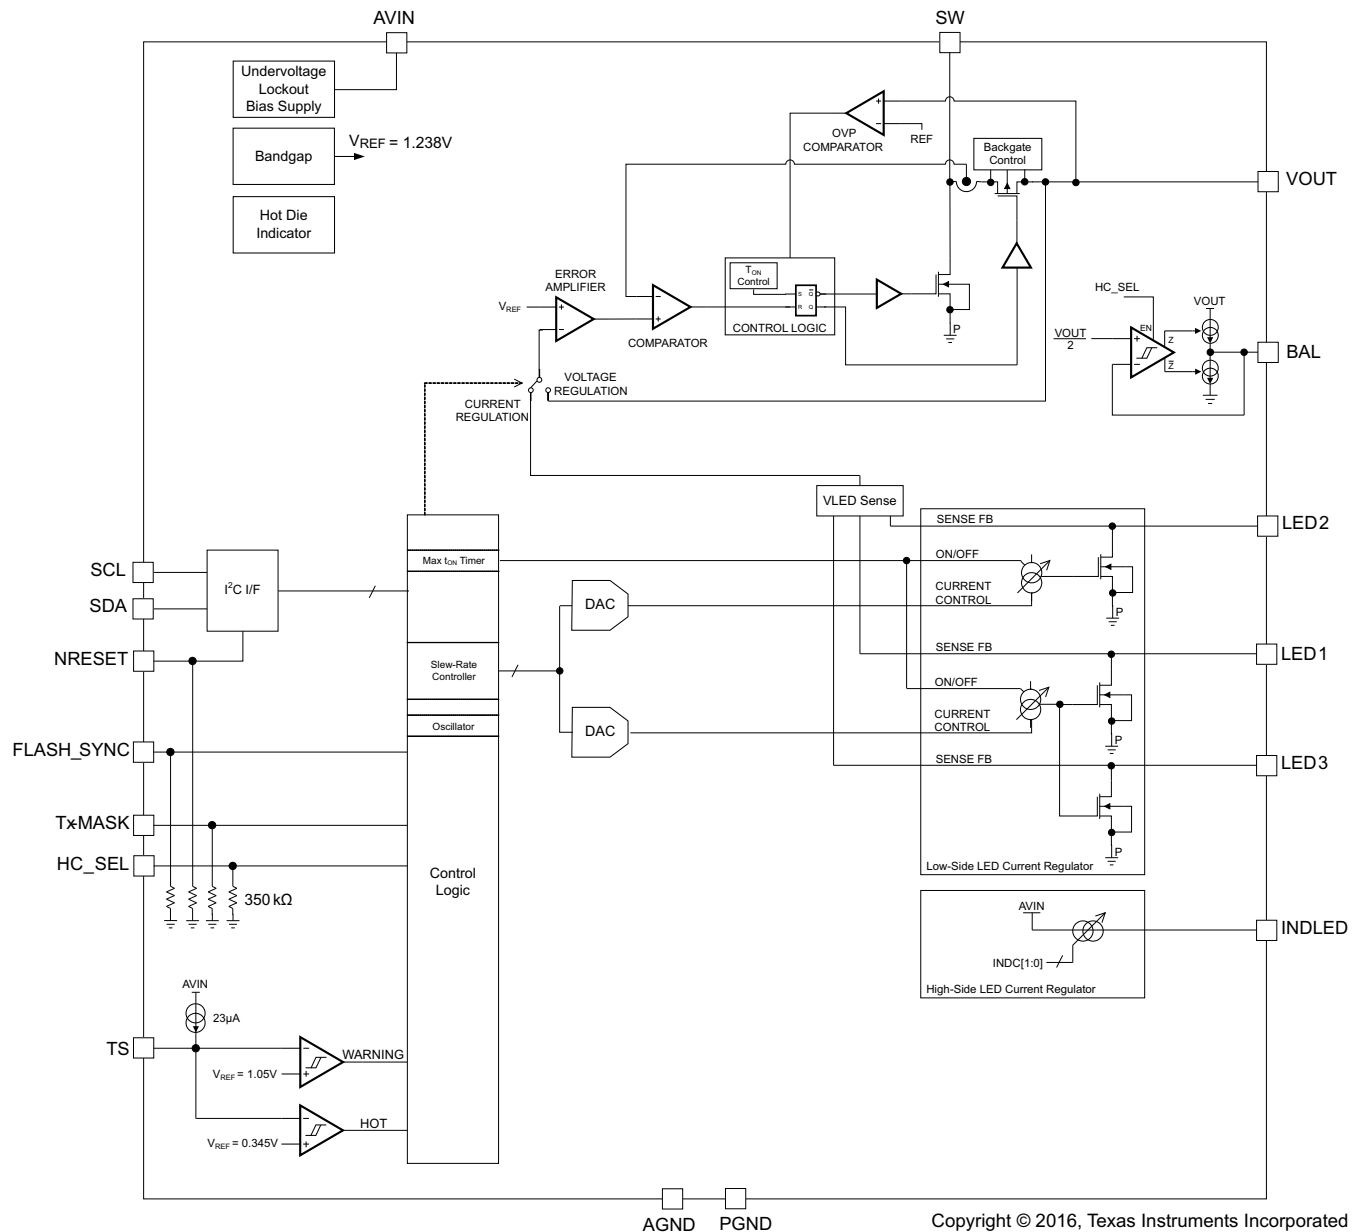 AVIN
SW
Undervoltage
Lockout
Bias Supply
Bandgap
VREF = 1.238V
Hot Die
Indicator
OVP
COMPARATOR
+
−
REF
Backgate
Control
VOUT
ERROR
AMPLIFIER
VREF
+
−
−
+
COMPARATOR
TON
Control
S
Q̅
R
Q
CONTROL LOGIC
P
HC_SEL
EN
VOUT
2
+
−
Z
Z̅
VOUT
BAL
VOLTAGE
REGULATION
CURRENT
REGULATION
VLED Sense
SCL
SDA
I²C I/F
NRESET
FLASH_SYNC
Tx-MASK
HC_SEL
350 kΩ
Max tON Timer
Slew-Rate
Controller
Oscillator
Control
Logic
DAC
DAC
SENSE FB
LED2
ON/OFF
CURRENT
CONTROL
P
SENSE FB
LED1
ON/OFF
CURRENT
CONTROL
P
SENSE FB
LED3
P
Low-Side LED Current Regulator
AVIN
INDC[1:0]
INDLED
High-Side LED Current Regulator
AVIN
23µA
TS
−
VREF = 1.05V
+
WARNING
−
VREF = 0.345V
+
HOT
AGND
PGND
Copyright © 2016, Texas Instruments Incorporated